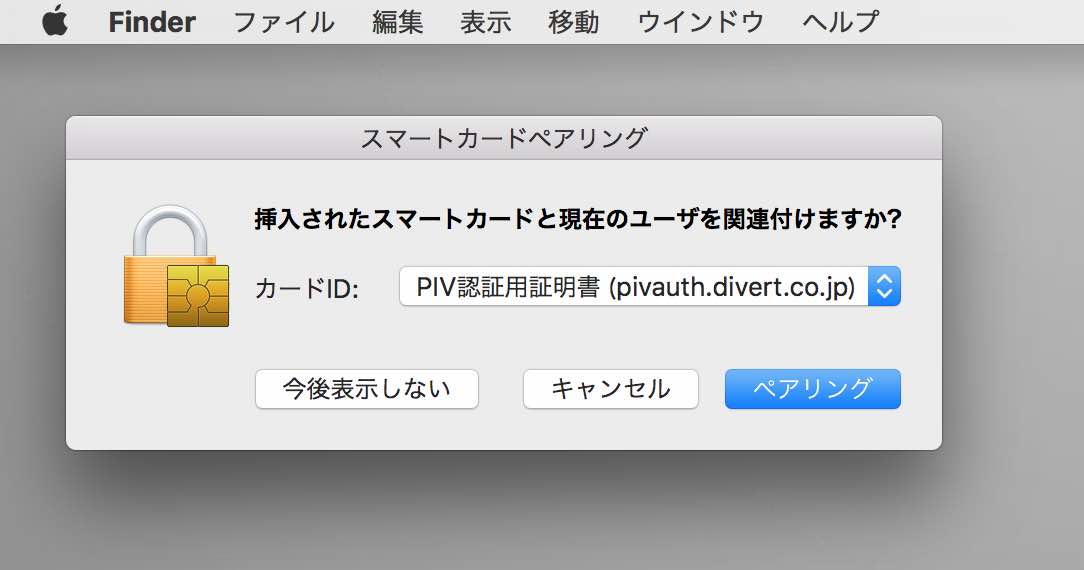 Finder ファイル 編集 表示 移動 ウインドウ ヘルプ
スマートカードペアリング
挿入されたスマートカードと現在のユーザを関連付けますか?
カードID: PIV認証用証明書 (pivauth.divert.co.jp)
今後表示しない キャンセル ペアリング